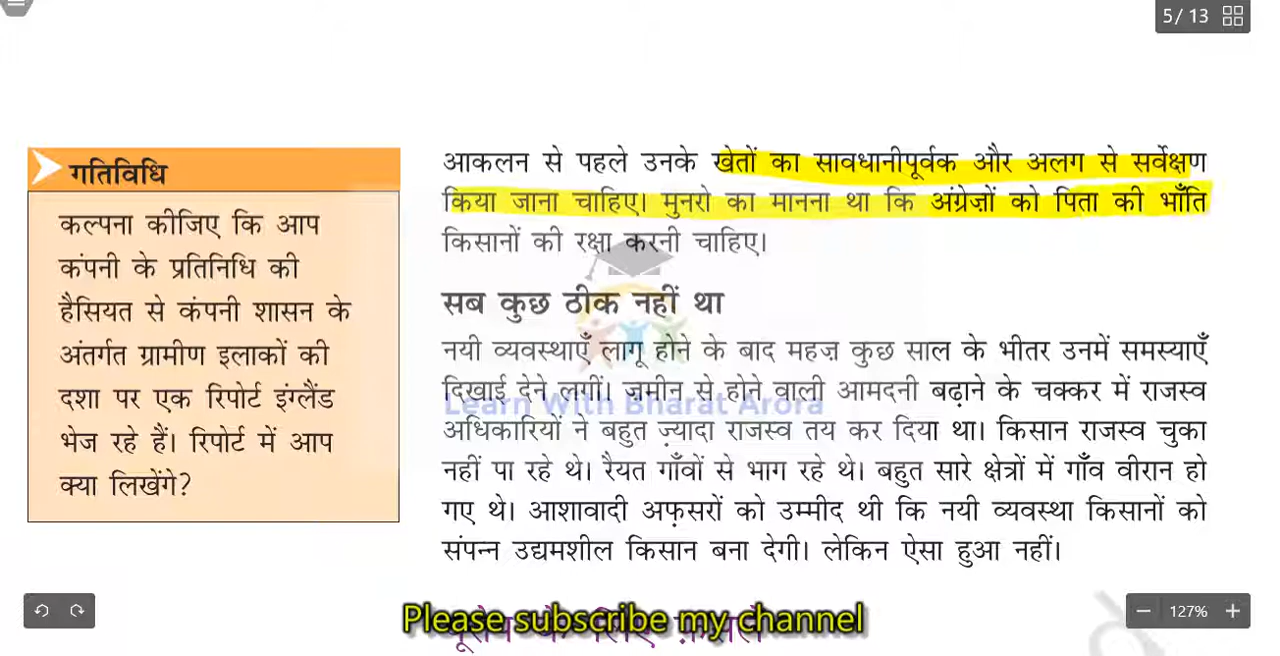 5 / 13
गतिविधि
कल्पना कीजिए कि आप
कंपनी के प्रतिनिधि की
हैसियत से कंपनी शासन के
अंतर्गत ग्रामीण इलाकों की
दशा पर एक रिपोर्ट इंग्लैंड
भेज रहे हैं। रिपोर्ट में आप
क्या लिखेंगे?
आकलन से पहले उनके खेतों का सावधानीपूर्वक और अलग से सर्वेक्षण
किया जाना चाहिए। मुनरो का मानना था कि अंग्रेज़ों को पिता की भाँति
किसानों की रक्षा करनी चाहिए।
सब कुछ ठीक नहीं था
नयी व्यवस्थाएँ लागू होने के बाद महज़ कुछ साल के भीतर उनमें समस्याएँ
दिखाई देने लगीं। ज़मीन से होने वाली आमदनी बढ़ाने के चक्कर में राजस्व
Learn With Bharat Arora
अधिकारियों ने बहुत ज़्यादा राजस्व तय कर दिया था। किसान राजस्व चुका
नहीं पा रहे थे। रैयत गाँवों से भाग रहे थे। बहुत सारे क्षेत्रों में गाँव वीरान हो
गए थे। आशावादी अफ़सरों को उम्मीद थी कि नयी व्यवस्था किसानों को
संपन्न उद्यमशील किसान बना देगी। लेकिन ऐसा हुआ नहीं।
Please subscribe my channel
127%